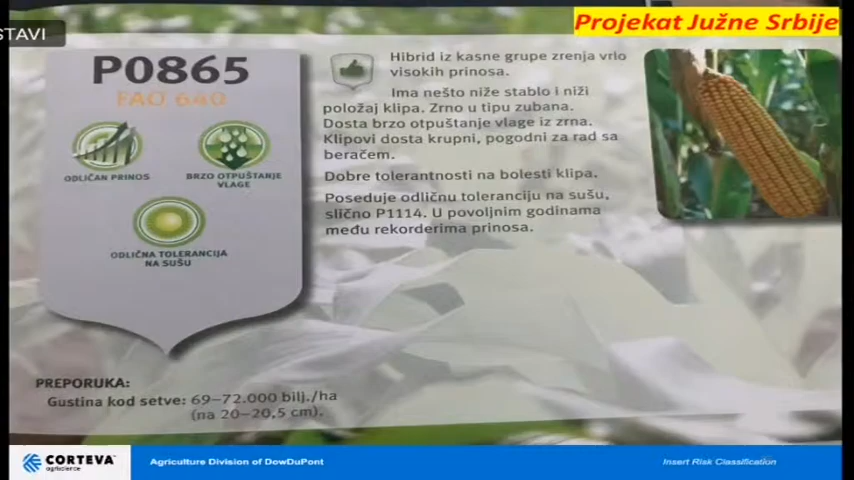 STAVI
Projekat Južne Srbije
P0865
FAO 640
ODLIČAN PRINOS
BRZO OTPUŠTANJE
VLAGE
ODLIČNA TOLERANCIJA
NA SUŠU
Hibrid iz kasne grupe zrenja vrlo
visokih prinosa.
Ima nešto niže stablo i niži
položaj klipa. Zrno u tipu zubana.
Dosta brzo otpuštanje vlage iz zrna.
Klipovi dosta krupni, pogodni za rad sa
beračem.
Dobre tolerantnosti na bolesti klipa.
Poseduje odličnu toleranciju na sušu,
slično P1114. U povoljnim godinama
među rekorderima prinosa.
PREPORUKA:
Gustina kod setve: 69–72.000 bilj./ha
(na 20–20,5 cm).
CORTEVA
agriscience
Agriculture Division of DowDuPont
Insert Risk Classification